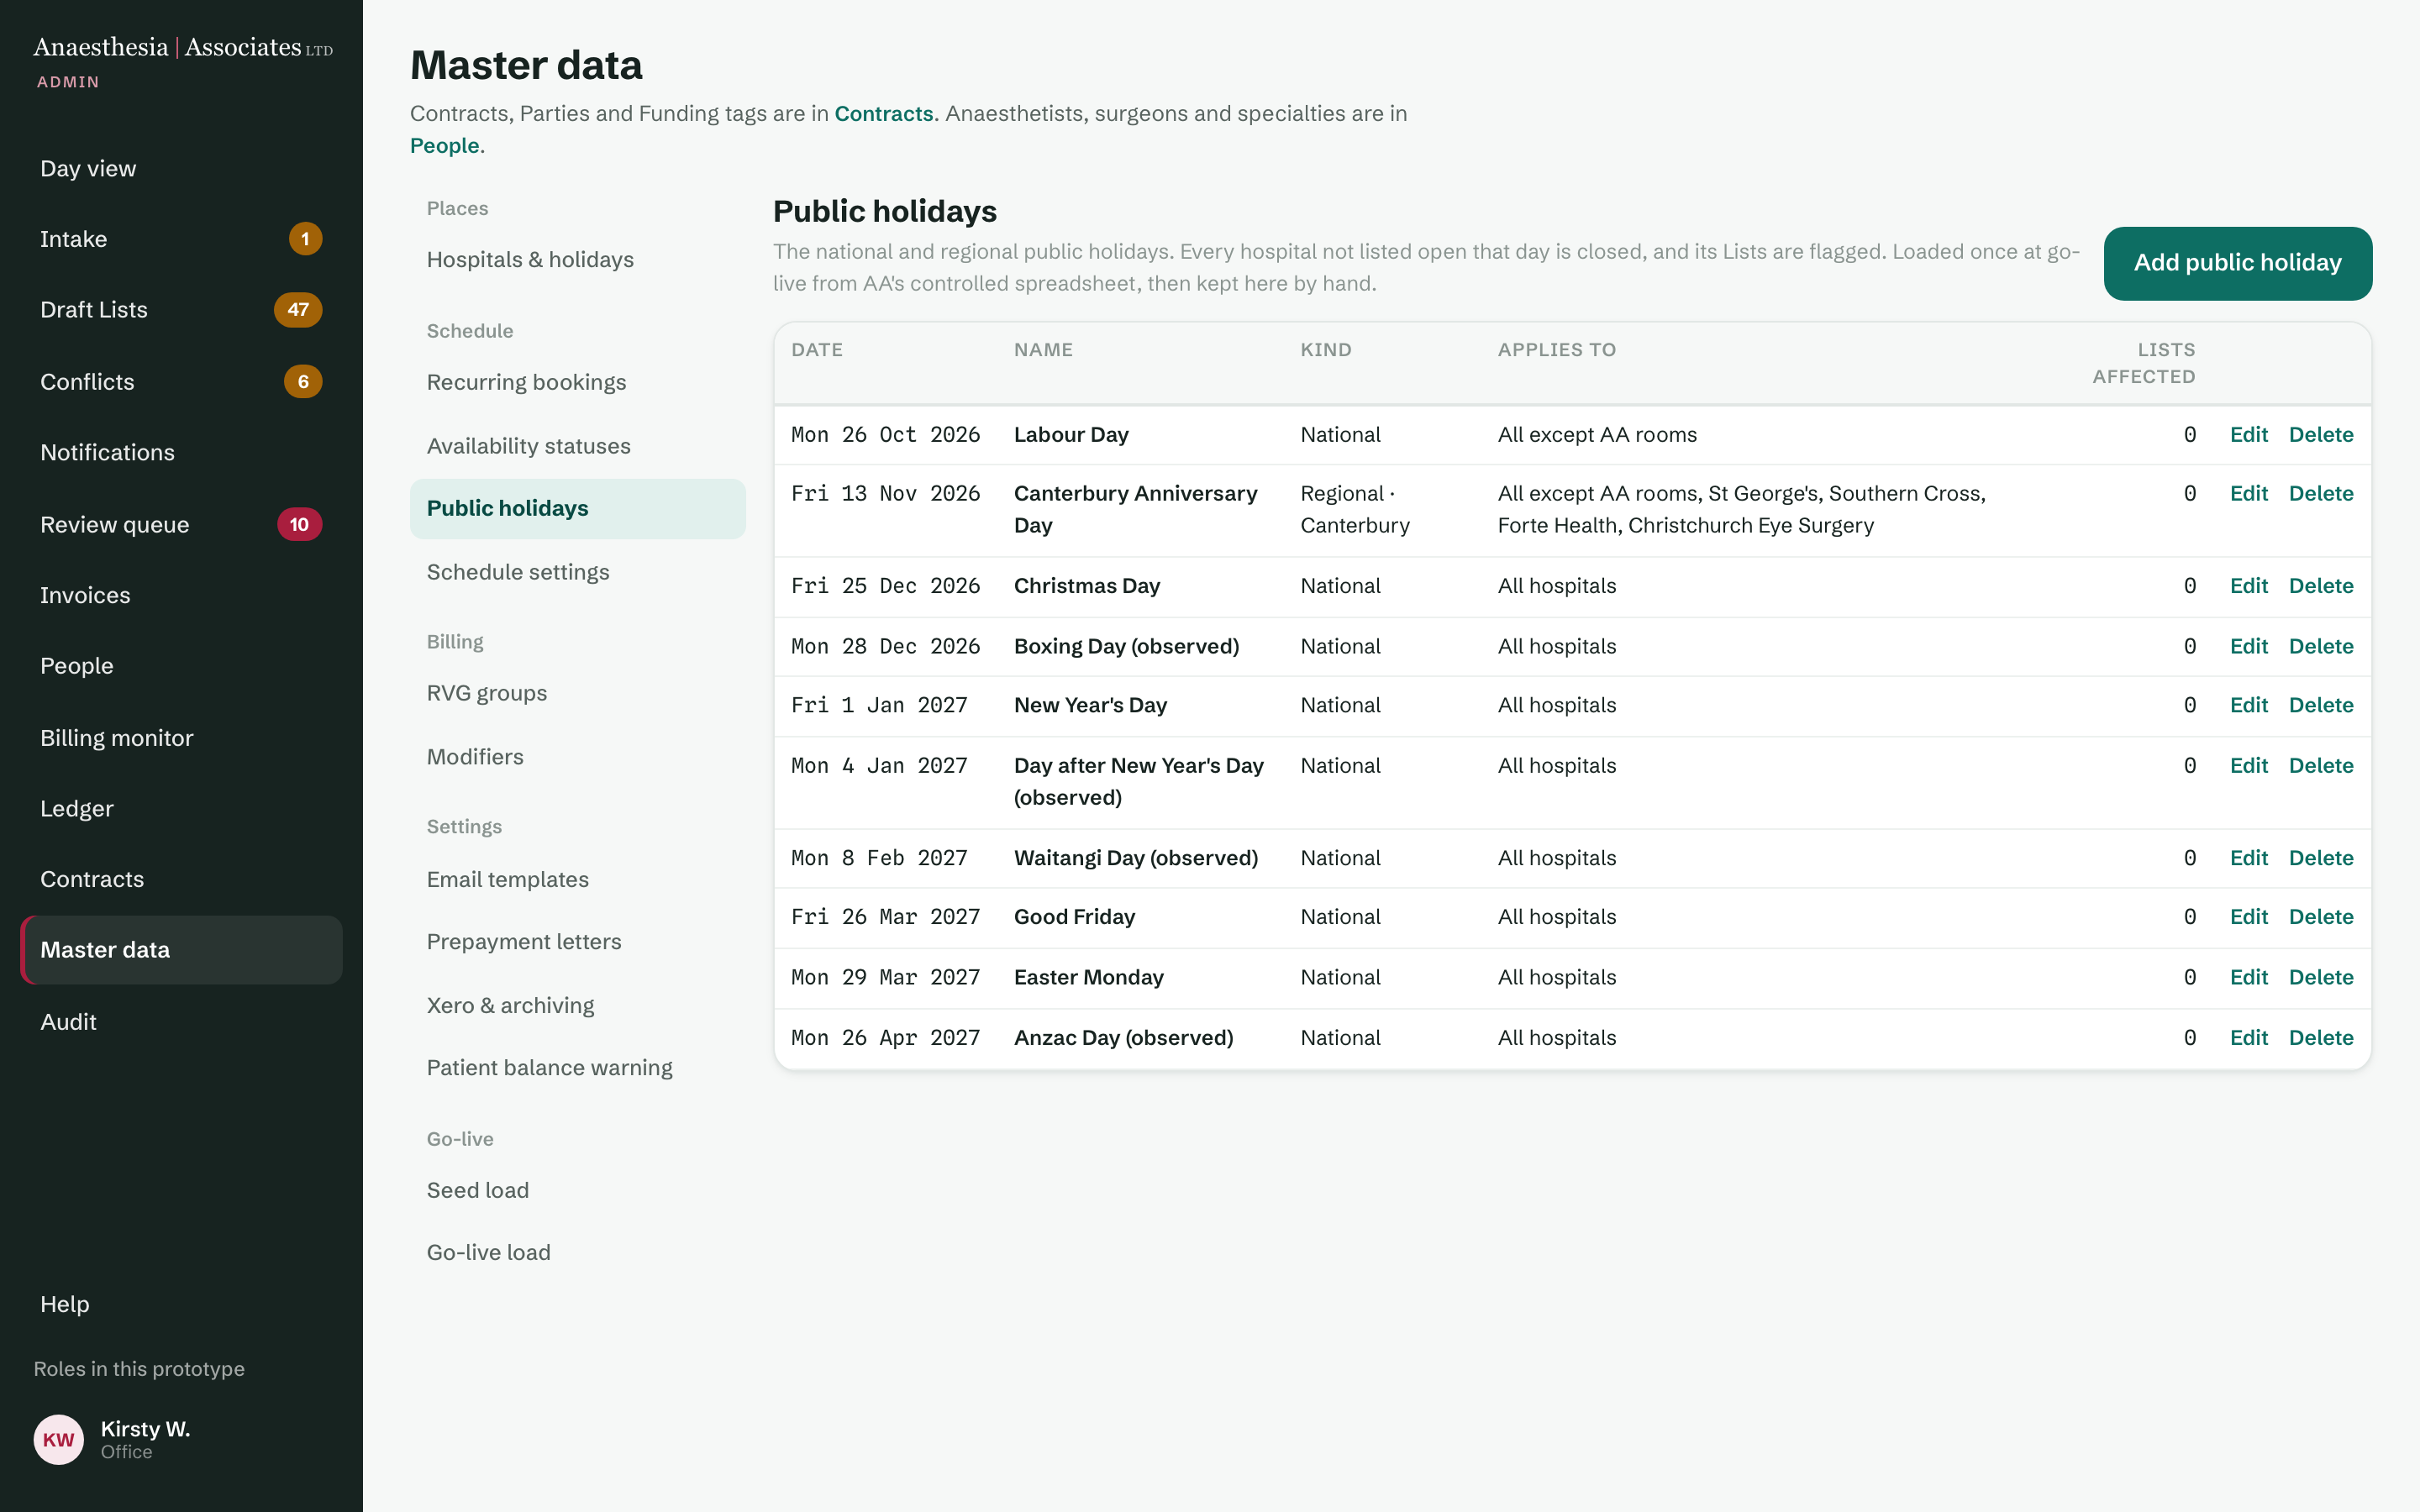 Anaesthesia | Associates LTD
ADMIN
Day view
Intake 1
Draft Lists 47
Conflicts 6
Notifications
Review queue 10
Invoices
People
Billing monitor
Ledger
Contracts
Master data
Audit
Help
Roles in this prototype
KW Kirsty W.
Office
Master data
Contracts, Parties and Funding tags are in Contracts. Anaesthetists, surgeons and specialties are in
People.
Places
Hospitals & holidays
Schedule
Recurring bookings
Availability statuses
Public holidays
Schedule settings
Billing
RVG groups
Modifiers
Settings
Email templates
Prepayment letters
Xero & archiving
Patient balance warning
Go-live
Seed load
Go-live load
Public holidays
The national and regional public holidays. Every hospital not listed open that day is closed, and its Lists are flagged. Loaded once at go-
live from AA's controlled spreadsheet, then kept here by hand.
Add public holiday
DATE NAME KIND APPLIES TO LISTS
AFFECTED
Mon 26 Oct 2026 Labour Day National All except AA rooms 0 Edit Delete
Fri 13 Nov 2026 Canterbury Anniversary Regional · All except AA rooms, St George's, Southern Cross, 0 Edit Delete
Day Canterbury Forte Health, Christchurch Eye Surgery
Fri 25 Dec 2026 Christmas Day National All hospitals 0 Edit Delete
Mon 28 Dec 2026 Boxing Day (observed) National All hospitals 0 Edit Delete
Fri 1 Jan 2027 New Year's Day National All hospitals 0 Edit Delete
Mon 4 Jan 2027 Day after New Year's Day National All hospitals 0 Edit Delete
(observed)
Mon 8 Feb 2027 Waitangi Day (observed) National All hospitals 0 Edit Delete
Fri 26 Mar 2027 Good Friday National All hospitals 0 Edit Delete
Mon 29 Mar 2027 Easter Monday National All hospitals 0 Edit Delete
Mon 26 Apr 2027 Anzac Day (observed) National All hospitals 0 Edit Delete